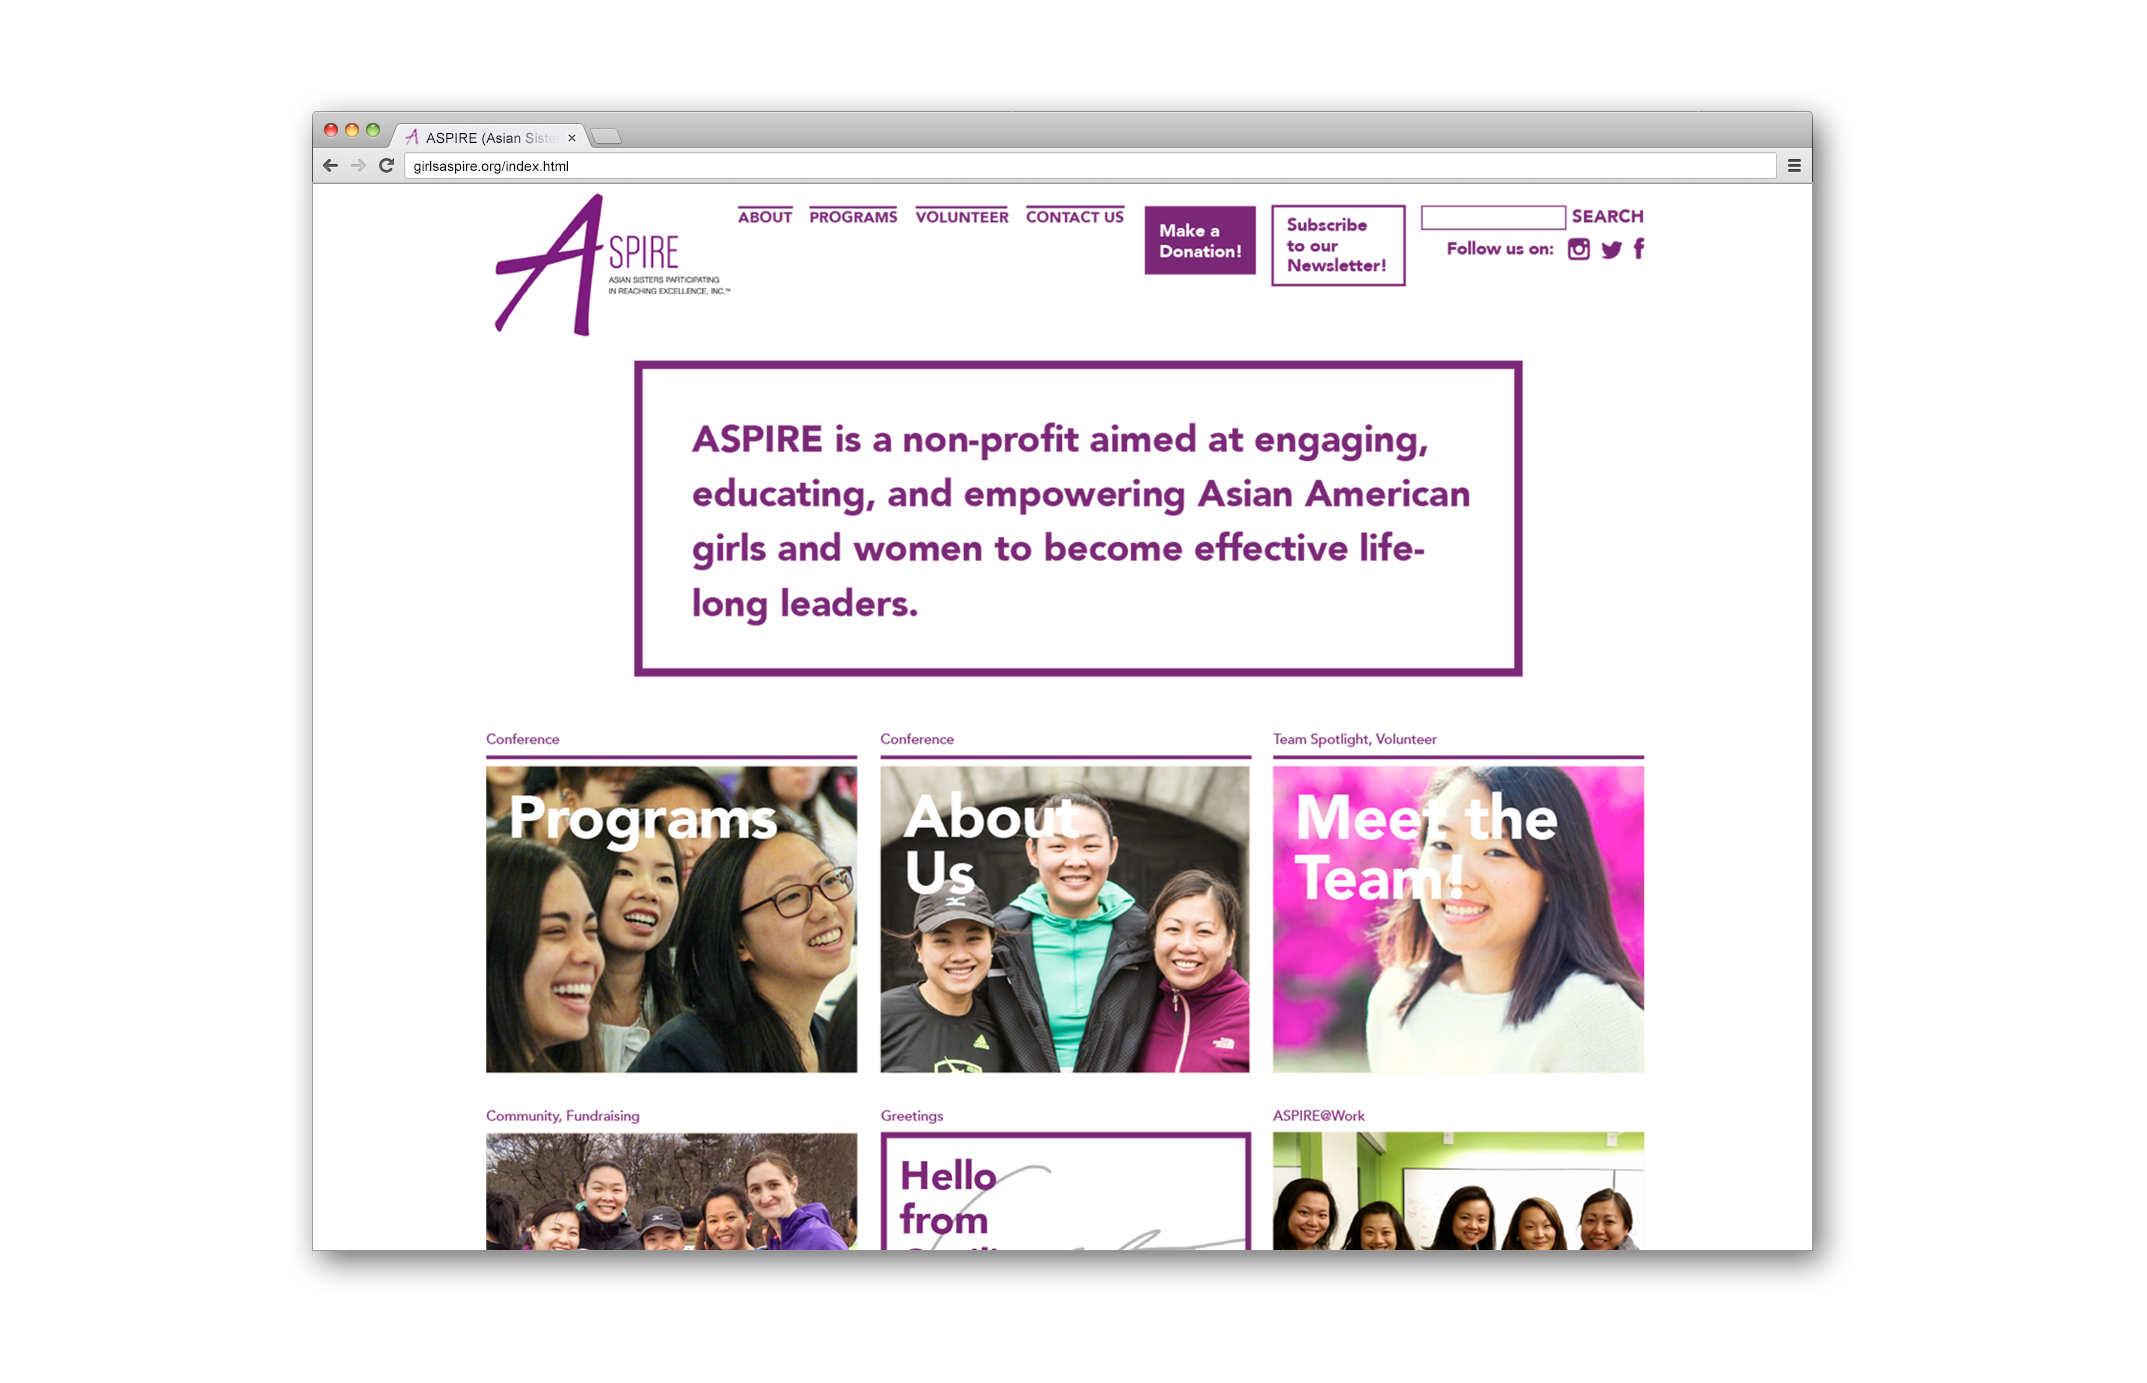 ASPIRE (Asian Siste
girlsaspire.org/index.html
ASPIRE
ASIAN SISTERS PARTICIPATING
IN REACHING EXCELLENCE, INC.™
ABOUT
PROGRAMS
VOLUNTEER
CONTACT US
Make a
Donation!
Subscribe
to our
Newsletter!
SEARCH
Follow us on:
ASPIRE is a non-profit aimed at engaging,
educating, and empowering Asian American
girls and women to become effective life-
long leaders.
Conference
Programs
Conference
About
Us
Team Spotlight, Volunteer
Meet the
Team!
Community, Fundraising
Greetings
Hello
from
ASPIRE@Work